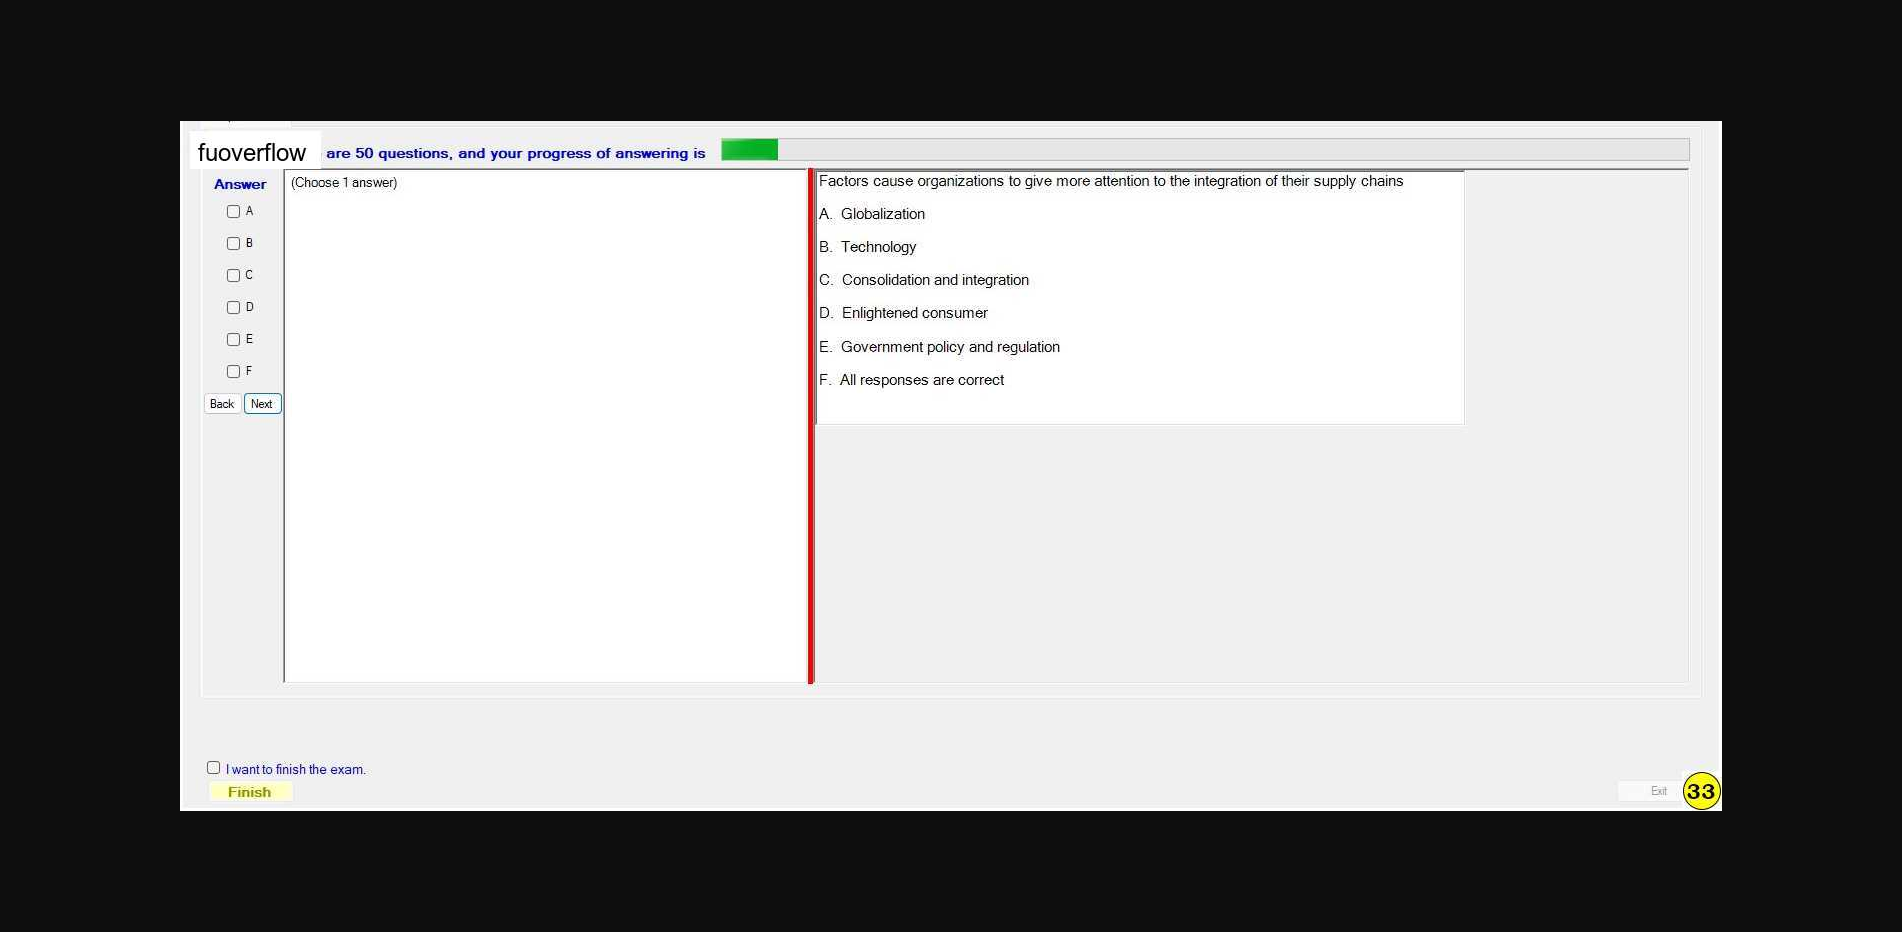 fuoverflow are 50 questions, and your progress of answering is
Answer
(Choose 1 answer)
A
B
C
D
E
F
Back Next
Factors cause organizations to give more attention to the integration of their supply chains
A. Globalization
B. Technology
C. Consolidation and integration
D. Enlightened consumer
E. Government policy and regulation
F. All responses are correct
I want to finish the exam.
Finish
Exit
33